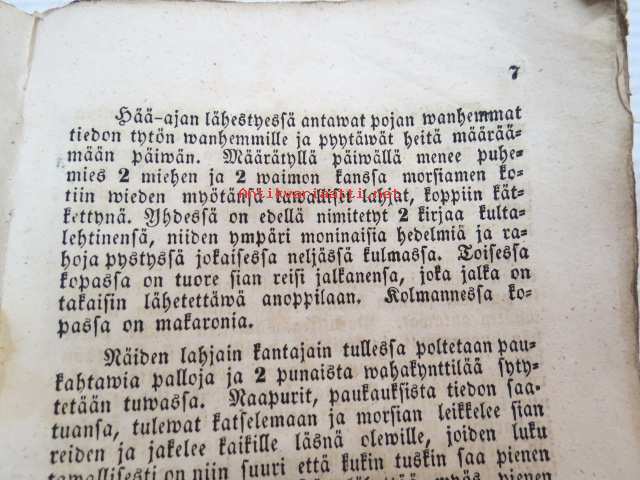 7
Hää-ajan lähestyessä antawat pojan wanhemmat
tiedon tytön wanhemmille ja pyytäwät heitä määrää-
mään päiwän. Määrätyllä päiwällä menee puhe-
mies 2 miehen ja 2 waimon kanssa morsiamen ko-
tiin wieden myötänsä tawalliset lahjat, koppiin kät-
kettynä. Yhdessä on edellä nimitetyt 2 kirjaa kulta-
lehtinensä, niiden ympäri moninaisia hedelmiä ja ra-
hoja pystyssä jokaisessa neljässä kulmassa. Toisessa
kopassa on tuore sian reisi jalkanensa, joka jalka on
takaisin lähetettäwä anoppilaan. Kolmannessa ko-
passa on makaronia.
Näiden lahjain kantajain tullessa poltetaan pau-
kahtawia palloja ja 2 punaista wahakynttilää syty-
tetään tuwassa. Naapurit, paukauksista tiedon saa-
tuansa, tulewat katselemaan ja morsian leikkelee sian
reiden ja jakelee kaikille läsnä olewille, joiden luku
tawallisesti on niin suuri että kukin tuskin saa pienen
myös pienen